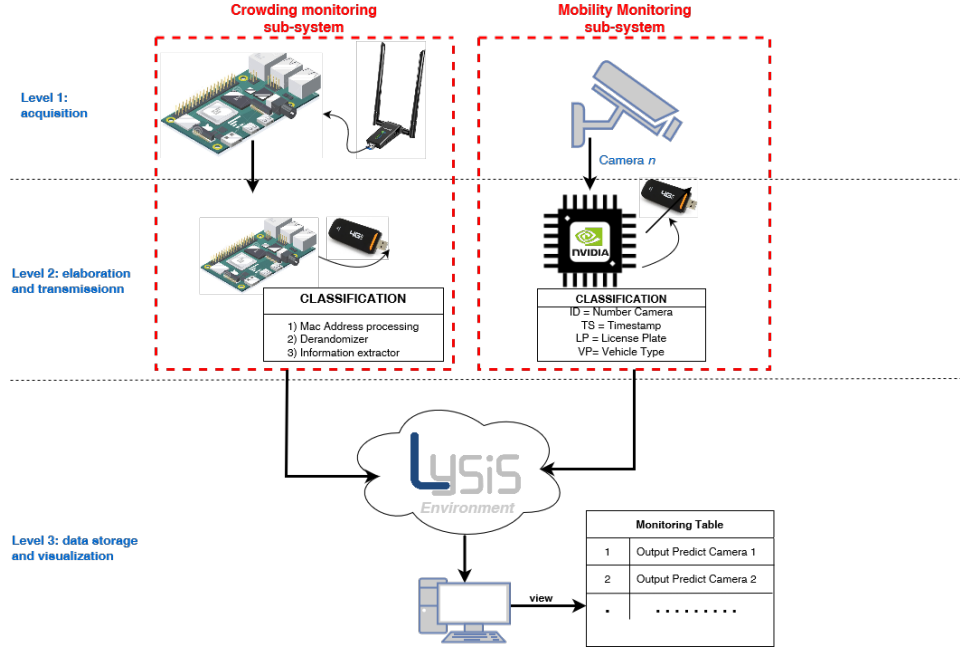 Crowding monitoring
sub-system
Mobility Monitoring
sub-system
Level 1:
acquisition
Camera n
Level 2: elaboration
and transmissionn
4G
4G
nVIDIA
CLASSIFICATION
1) Mac Address processing
2) Derandomizer
3) Information extractor
CLASSIFICATION
ID = Number Camera
TS = Timestamp
LP = License Plate
VP= Vehicle Type
Lysis
Environment
Level 3: data storage
and visualization
view
Monitoring Table
1 Output Predict Camera 1
2 Output Predict Camera 2
. . . . . . . . . .